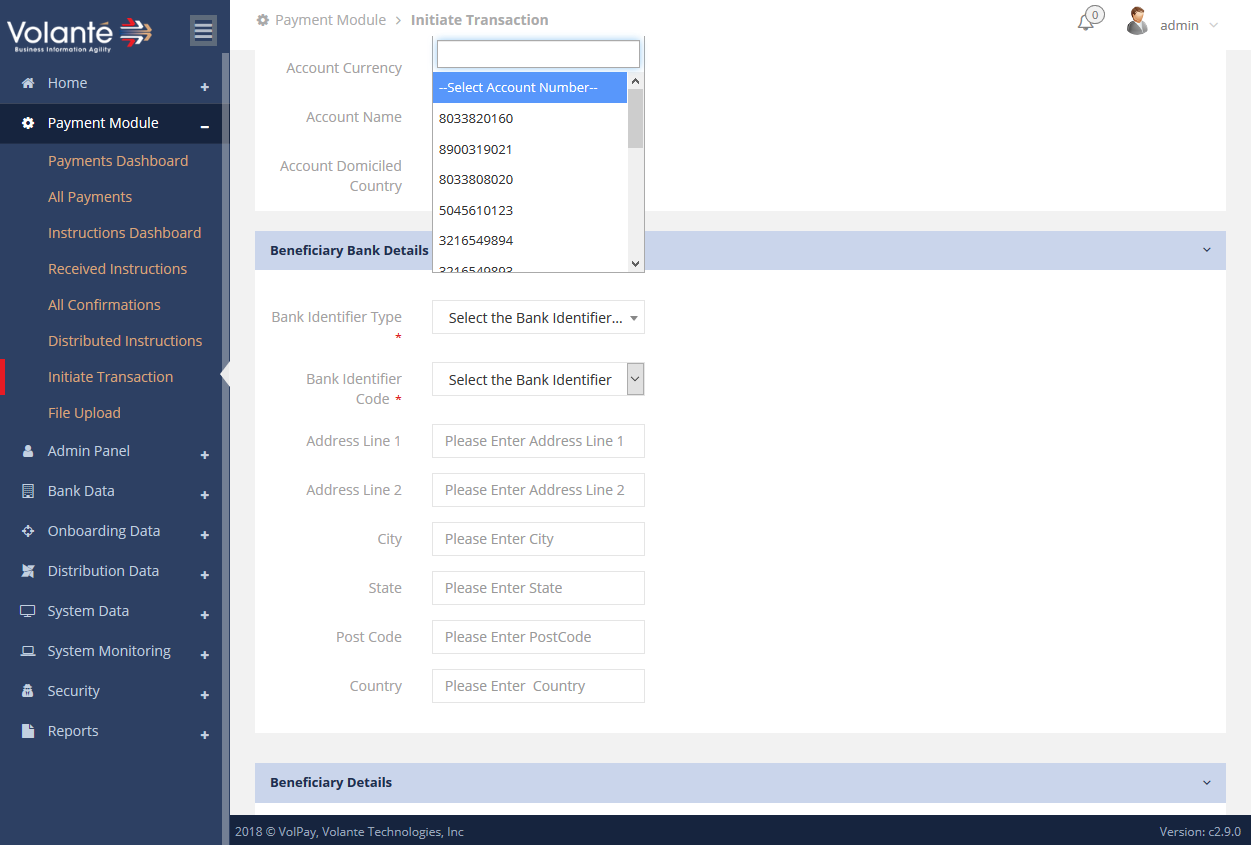 Volanté
Business Information Agility
Home
Payment Module
Payments Dashboard
All Payments
Instructions Dashboard
Received Instructions
All Confirmations
Distributed Instructions
Initiate Transaction
File Upload
Admin Panel
Bank Data
Onboarding Data
Distribution Data
System Data
System Monitoring
Security
Reports
Payment Module > Initiate Transaction
0
admin
Account Currency
Account Name
Account Domiciled
Country
--Select Account Number--
8033820160
8900319021
8033808020
5045610123
3216549894
3216549893
Beneficiary Bank Details
Bank Identifier Type
*
Select the Bank Identifier...
Bank Identifier
Code *
Select the Bank Identifier
Address Line 1
Please Enter Address Line 1
Address Line 2
Please Enter Address Line 2
City
Please Enter City
State
Please Enter State
Post Code
Please Enter PostCode
Country
Please Enter  Country
Beneficiary Details
2018 © VolPay, Volante Technologies, Inc
Version: c2.9.0